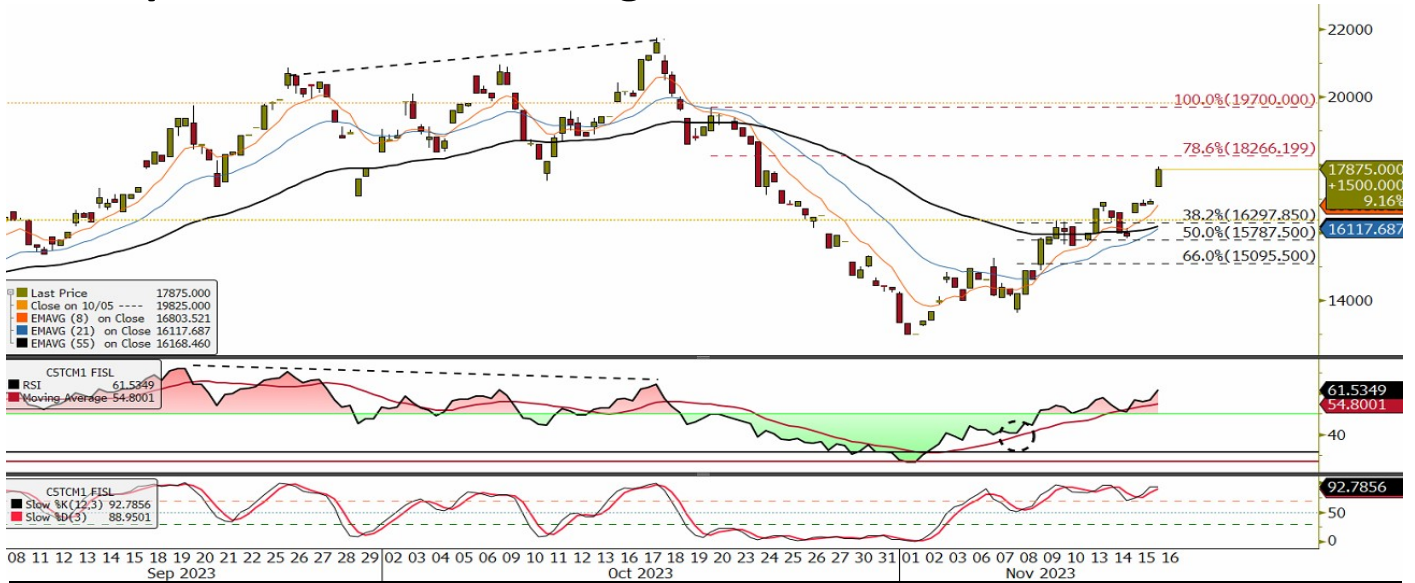 22000
20000
100.0%(19700.000)
78.6%(18266.199)
17875.000
+1500.000
9.16%
38.2%(16297.850)
16117.687
50.0%(15787.500)
66.0%(15095.500)
14000
Last Price 17875.000
Close on 10/05 ---- 19825.000
EMAVG (8) on Close 16803.521
EMAVG (21) on Close 16117.687
EMAVG (55) on Close 16168.460
CSTCM1 FISL
RSI 61.5349
Moving Average 54.8001
61.5349
54.8001
40
CSTCM1 FISL
Slow %K(12,3) 92.7856
Slow %D(3) 88.9501
92.7856
50
0
08 11 12 13 14 15 18 19 20 21 22 25 26 27 28 29 02 03 04 05 06 09 10 11 12 13 16 17 18 19 20 23 24 25 26 27 30 31 01 02 03 06 07 08 09 10 13 14 15 16
Sep 2023 Oct 2023 Nov 2023